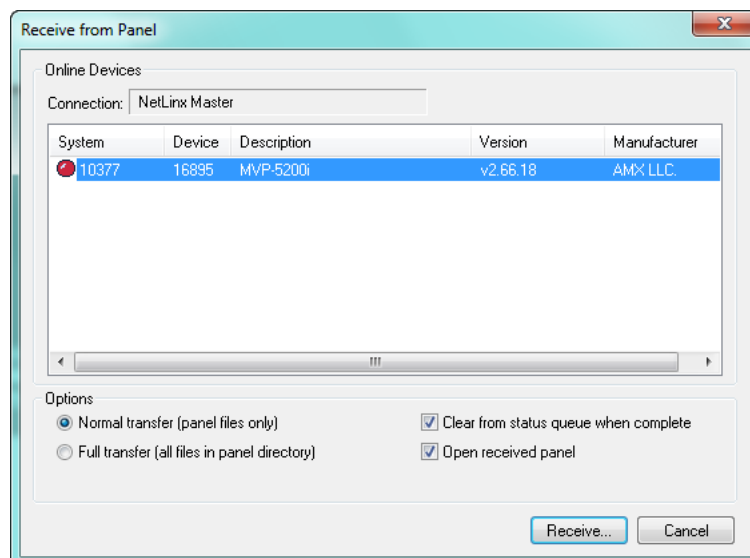 Receive from Panel
Online Devices
Connection: NetLinx Master
System Device Description Version Manufacturer
10377 16895 MVP-5200i v2.66.18 AMX LLC.
Options
Normal transfer (panel files only) Clear from status queue when complete
Full transfer (all files in panel directory) Open received panel
Receive... Cancel